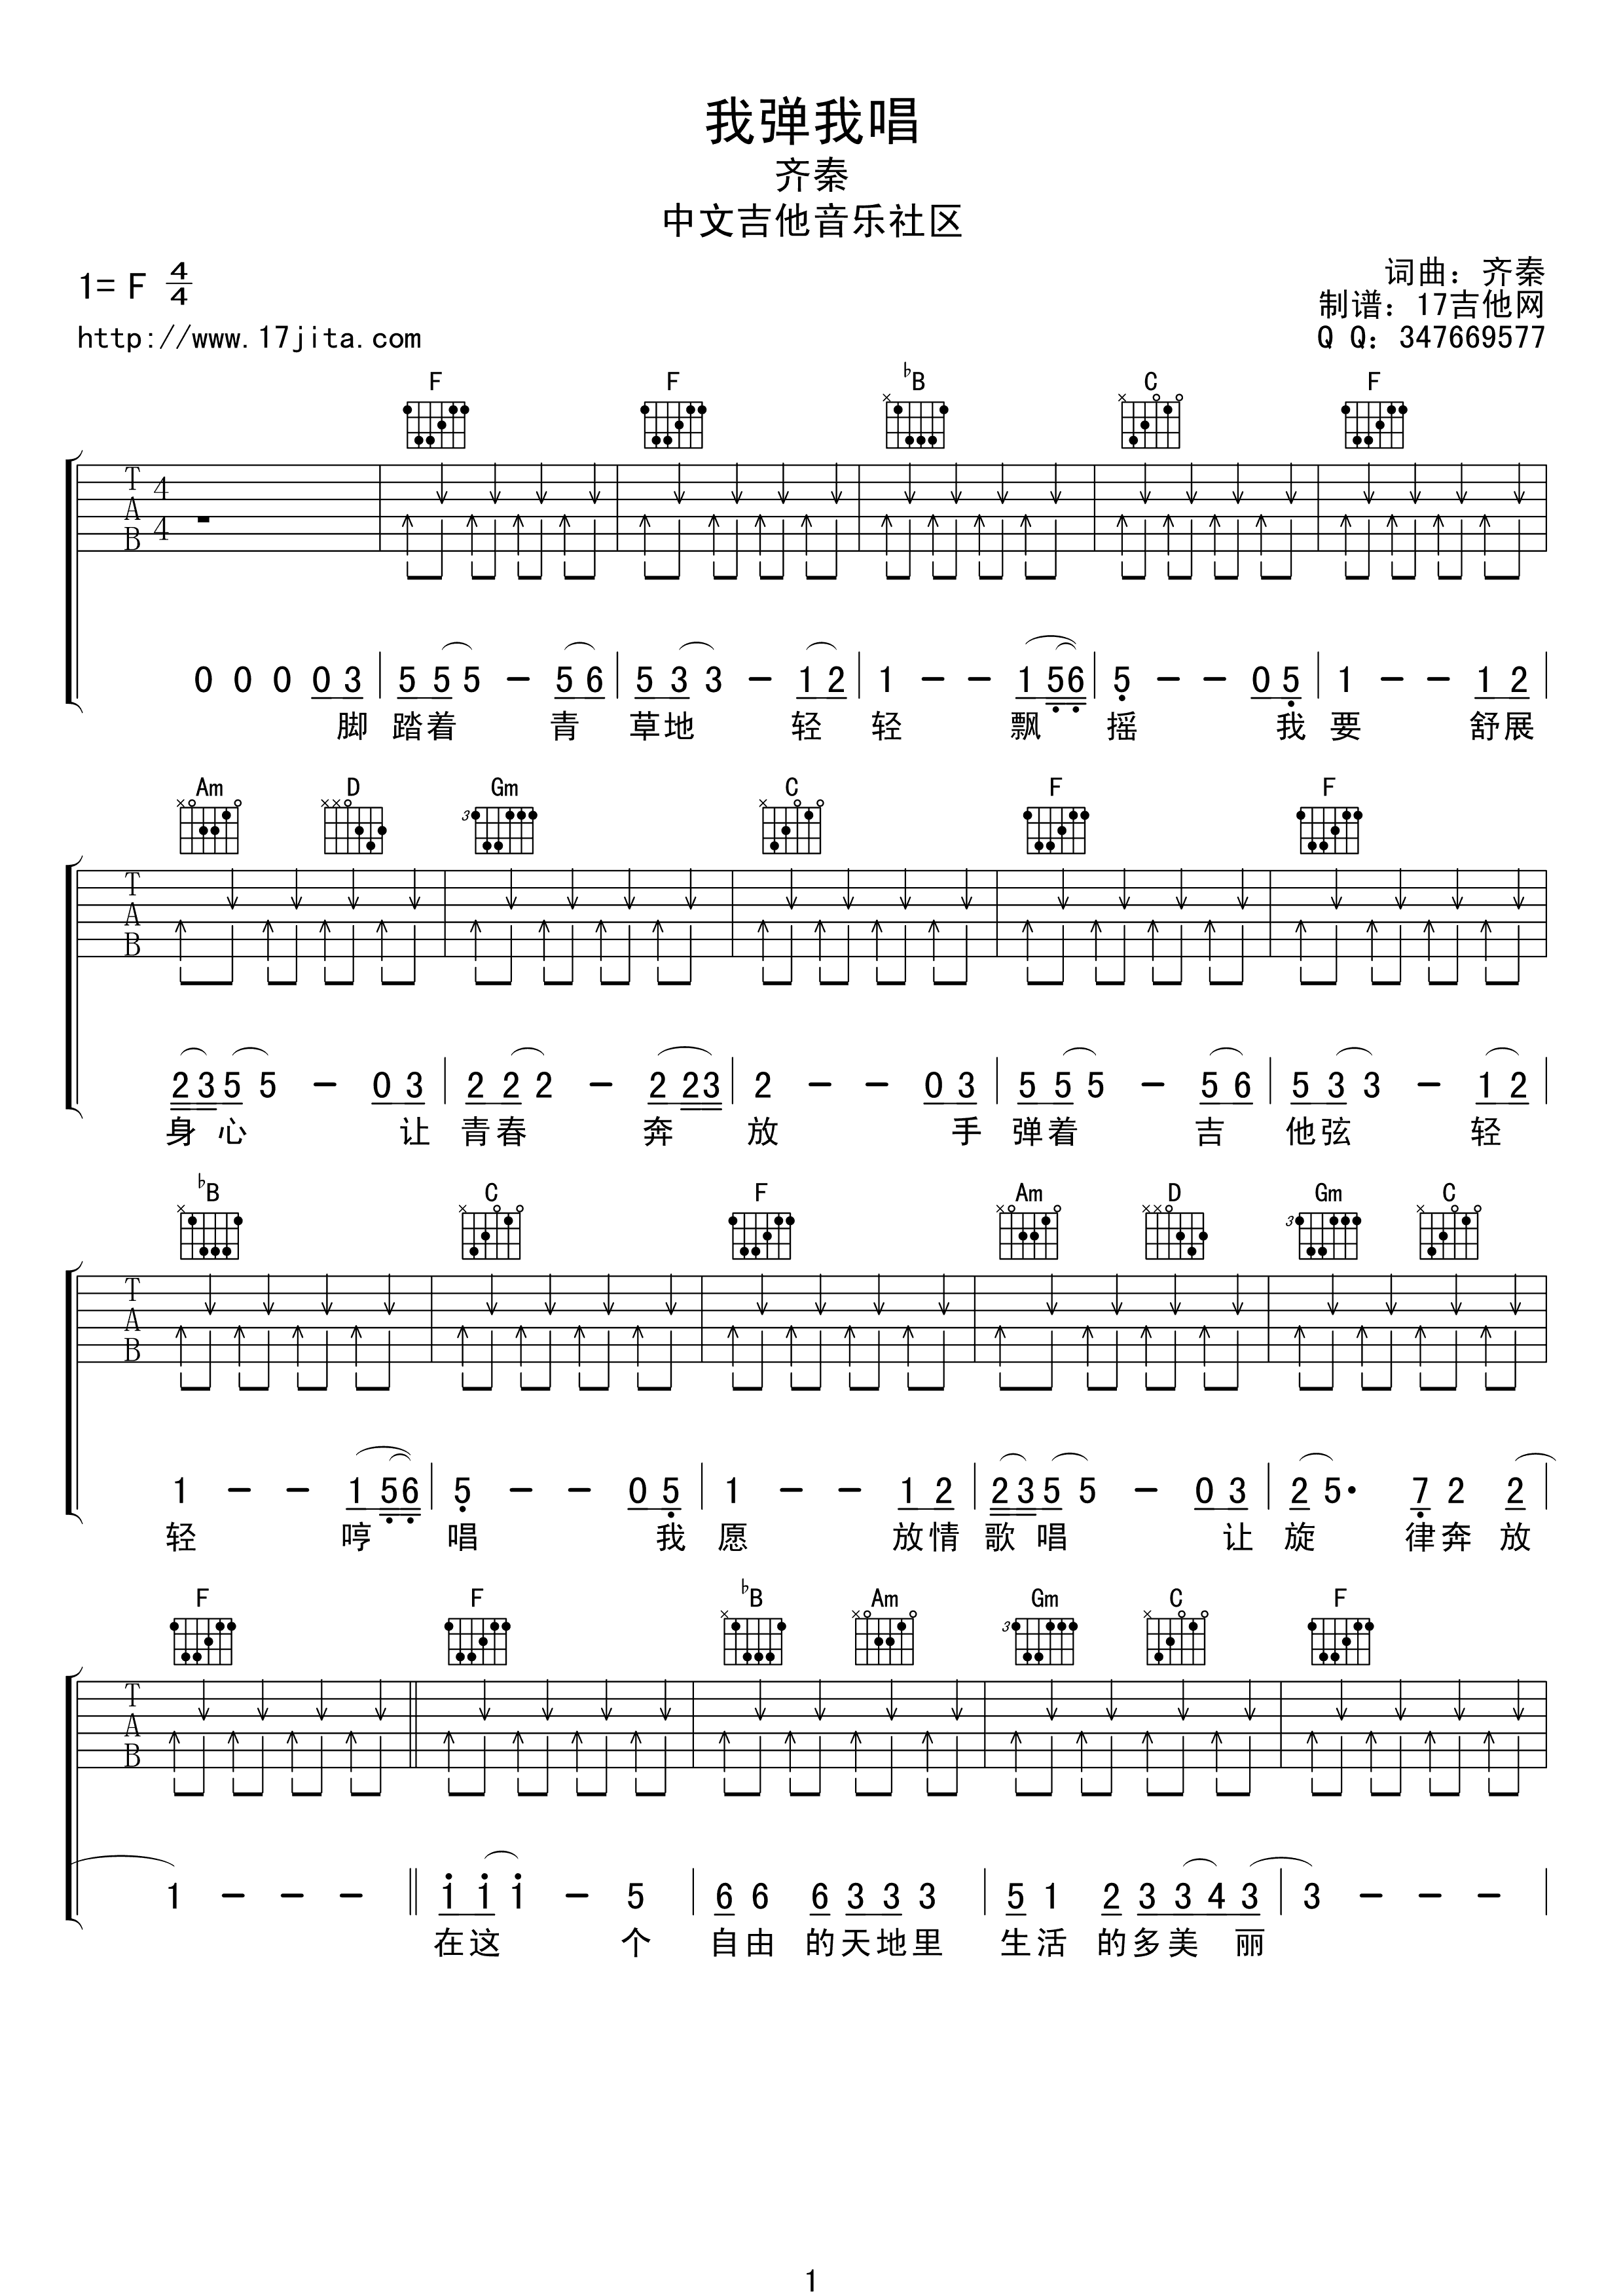 我弹我唱
齐秦
中文吉他音乐社区
1= F 4/4
词曲：齐秦
制谱：17吉他网
http://www.17jita.com
Q Q：347669577
F F ♭B C F
T A B 4 4
0 0 0 0 3 | 5 5 5 - 5 6 | 5 3 3 - 1 2 | 1 - - 1 5̣ 6̣ | 5̣ - - 0 5̣ | 1 - - 1 2 |
脚 踏着 青 草地 轻 轻 飘 摇 我 要 舒展
Am D Gm C F F
3
T A B
2 3 5 5 - 0 3 | 2 2 2 - 2 2 3 | 2 - - 0 3 | 5 5 5 - 5 6 | 5 3 3 - 1 2 |
身 心 让 青春 奔 放 手 弹着 吉 他弦 轻
♭B C F Am D Gm C
3
T A B
1 - - 1 5̣ 6̣ | 5̣ - - 0 5̣ | 1 - - 1 2 | 2 3 5 5 - 0 3 | 2 5· 7̣ 2 2 |
轻 哼 唱 我 愿 放情 歌 唱 让 旋 律奔 放
F F ♭B Am Gm C F
3
T A B
1 - - - || 1̇ 1̇ 1̇ - 5 | 6 6 6 3 3 3 | 5 1 2 3 3 4 3 | 3 - - - |
在这 个 自由 的天地里 生活 的多美 丽
1